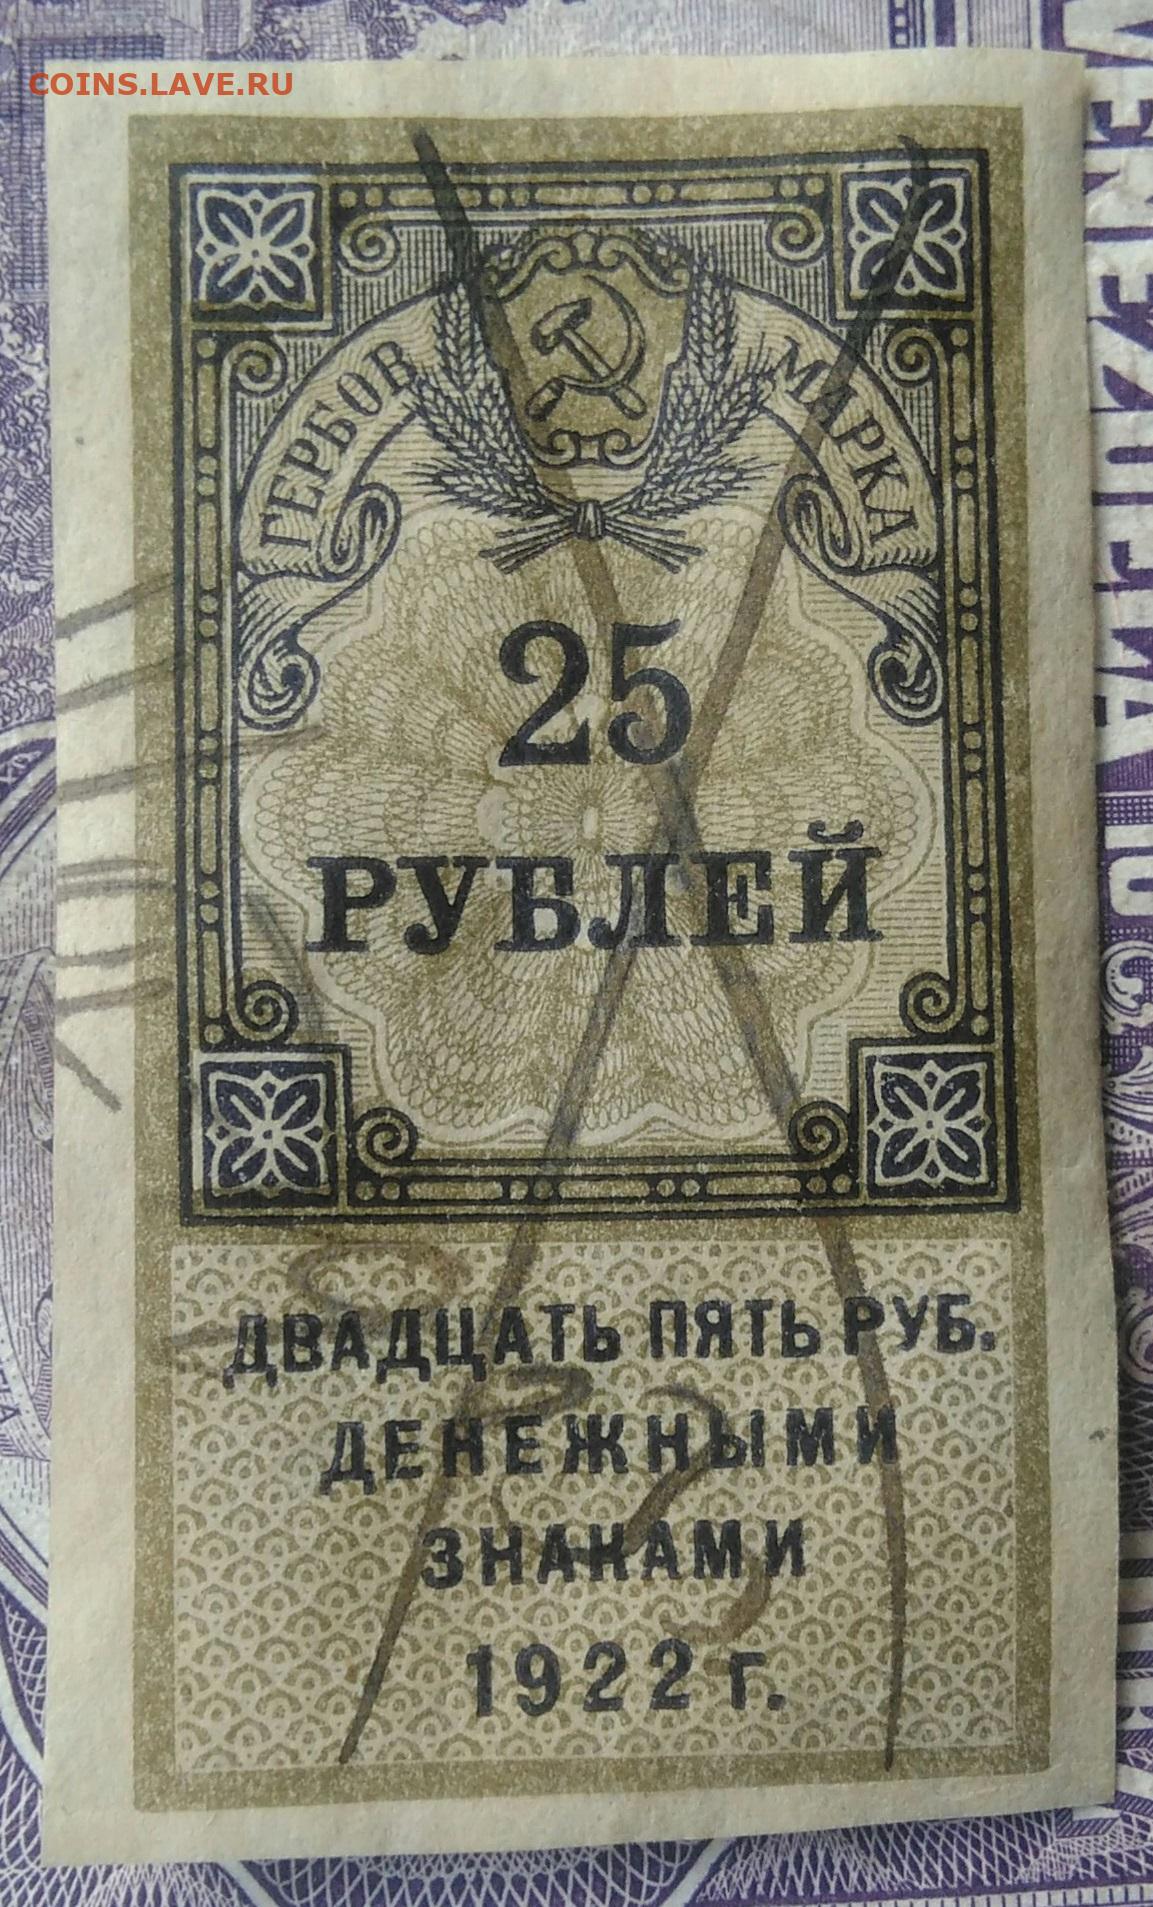 COINS.LAVE.RU
ГЕРБОВ МАРКА
25
РУБЛЕЙ
ДВАДЦАТЬ ПЯТЬ РУБ.
ДЕНЕЖНЫМИ
ЗНАКАМИ
1922 г.